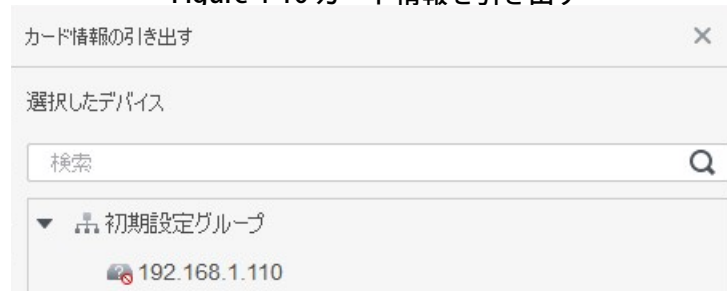 カード情報の引き出す
選択したデバイス
検索
初期設定グループ
192.168.1.110